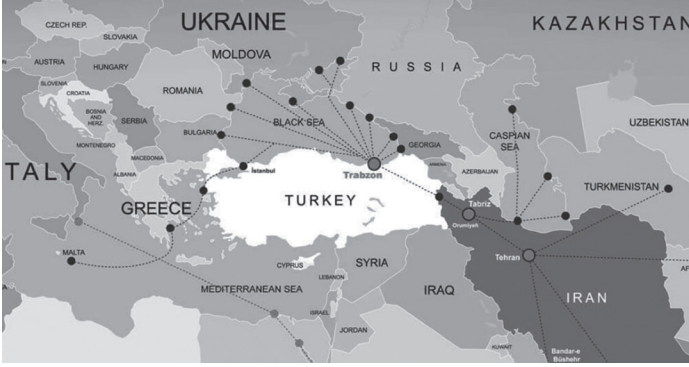 UKRAINE
KAZAKHSTAN
CZECH REP.
SLOVAKIA
MOLDOVA
AUSTRIA
HUNGARY
RUSSIA
SLOVENIA
CROATIA
ROMANIA
BOSNIA
AND
HERZ.
SERBIA
BLACK SEA
UZBEKISTAN
BULGARIA
CASPIAN
SEA
MONTENEGRO
GEORGIA
MACEDONIA
TALY
ALBANIA
İstanbul
Trabzon
AZERBAIJAN
TURKMENISTAN
GREECE
TURKEY
Tabriz
Orumiyeh
MALTA
CYPRUS
SYRIA
Tehran
LEBANON
MEDITERRANEAN SEA
IRAQ
IRAN
ISRAEL
JORDAN
KUWAIT
Bandar-e
Büshehr